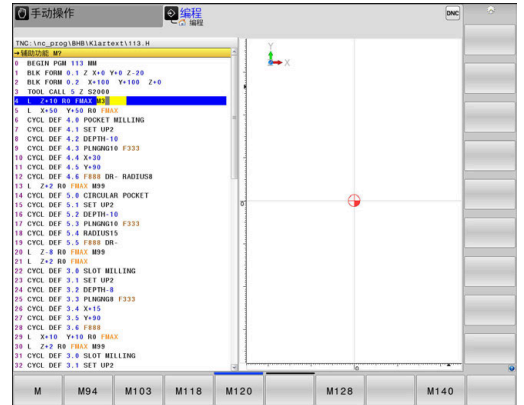 手动操作
编程
编程
DNC
TNC:\nc_prog\BHB\Klartext\113.H
→辅助功能 M?
0 BEGIN PGM 113 MM
1 BLK FORM 0.1 Z X+0 Y+0 Z-20
2 BLK FORM 0.2 X+100 Y+100 Z+0
3 TOOL CALL 5 Z S2000
4 L Z+10 R0 FMAX M3
5 L X+50 Y+50 R0 FMAX
6 CYCL DEF 4.0 POCKET MILLING
7 CYCL DEF 4.1 SET UP2
8 CYCL DEF 4.2 DEPTH-10
9 CYCL DEF 4.3 PLNGNG10 F333
10 CYCL DEF 4.4 X+30
11 CYCL DEF 4.5 Y+90
12 CYCL DEF 4.6 F888 DR- RADIUS8
13 L Z+2 R0 FMAX M99
14 CYCL DEF 5.0 CIRCULAR POCKET
15 CYCL DEF 5.1 SET UP2
16 CYCL DEF 5.2 DEPTH-10
17 CYCL DEF 5.3 PLNGNG10 F333
18 CYCL DEF 5.4 RADIUS15
19 CYCL DEF 5.5 F888 DR-
20 L Z-8 R0 FMAX M99
21 L Z+2 R0 FMAX
22 CYCL DEF 3.0 SLOT MILLING
23 CYCL DEF 3.1 SET UP2
24 CYCL DEF 3.2 DEPTH-8
25 CYCL DEF 3.3 PLNGNG8 F333
26 CYCL DEF 3.4 X+15
27 CYCL DEF 3.5 Y+90
28 CYCL DEF 3.6 F888
29 L X+10 Y+10 R0 FMAX
30 L Z+2 R0 FMAX M99
31 CYCL DEF 3.0 SLOT MILLING
32 CYCL DEF 3.1 SET UP2
Y
X
0
0
M M94 M103 M118 M120 M128 M140